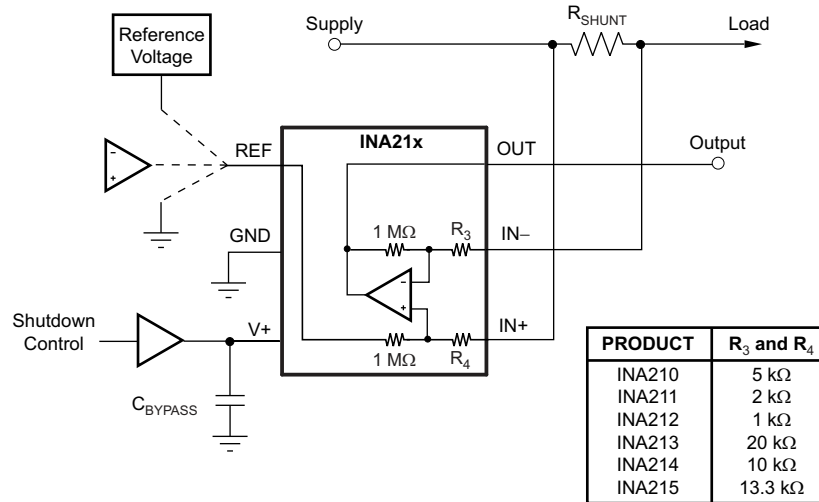 Supply
R_SHUNT
Load
Reference
Voltage
INA21x
REF
OUT
Output
GND
1 MΩ
R3
IN−
−
+
−
+
Shutdown
Control
V+
1 MΩ
R4
IN+
C_BYPASS
PRODUCT R3 and R4
INA210 5 kΩ
INA211 2 kΩ
INA212 1 kΩ
INA213 20 kΩ
INA214 10 kΩ
INA215 13.3 kΩ